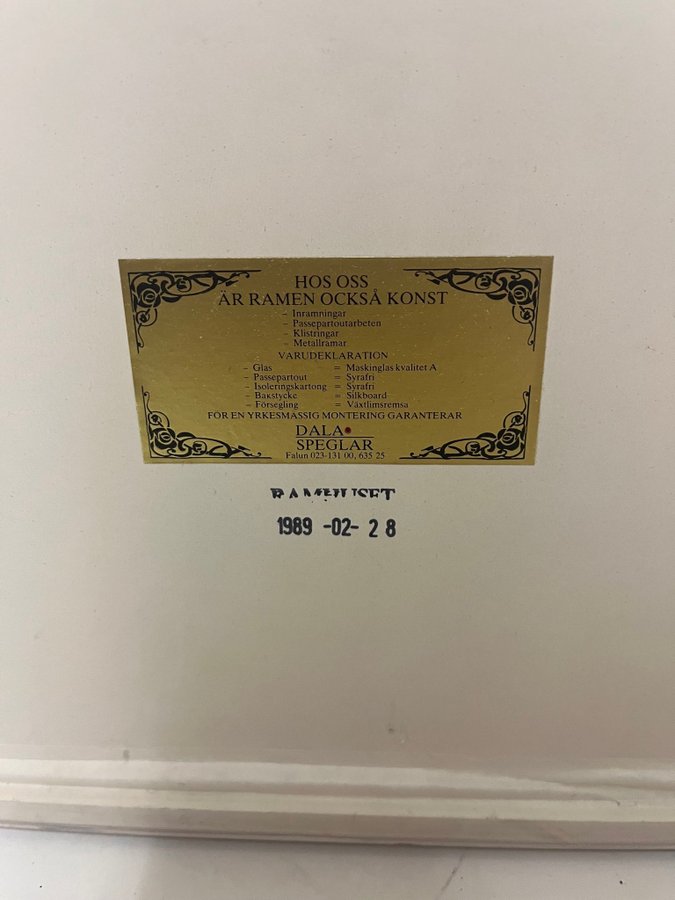 HOS OSS
ÄR RAMEN OCKSÅ KONST
- Inramningar
- Passepartoutarbeten
- Klistringar
- Metallramar
VARUDEKLARATION
- Glas = Maskinglas kvalitet A
- Passepartout = Syrafri
- Isoleringskartong = Syrafri
- Bakstycke = Silkboard
- Försegling = Växtlimsremsa
FÖR EN YRKESMÄSSIG MONTERING GARANTERAR
DALA
SPEGLAR
Falun 023-131 00, 635 25
RAMHUSET
1989 -02- 28